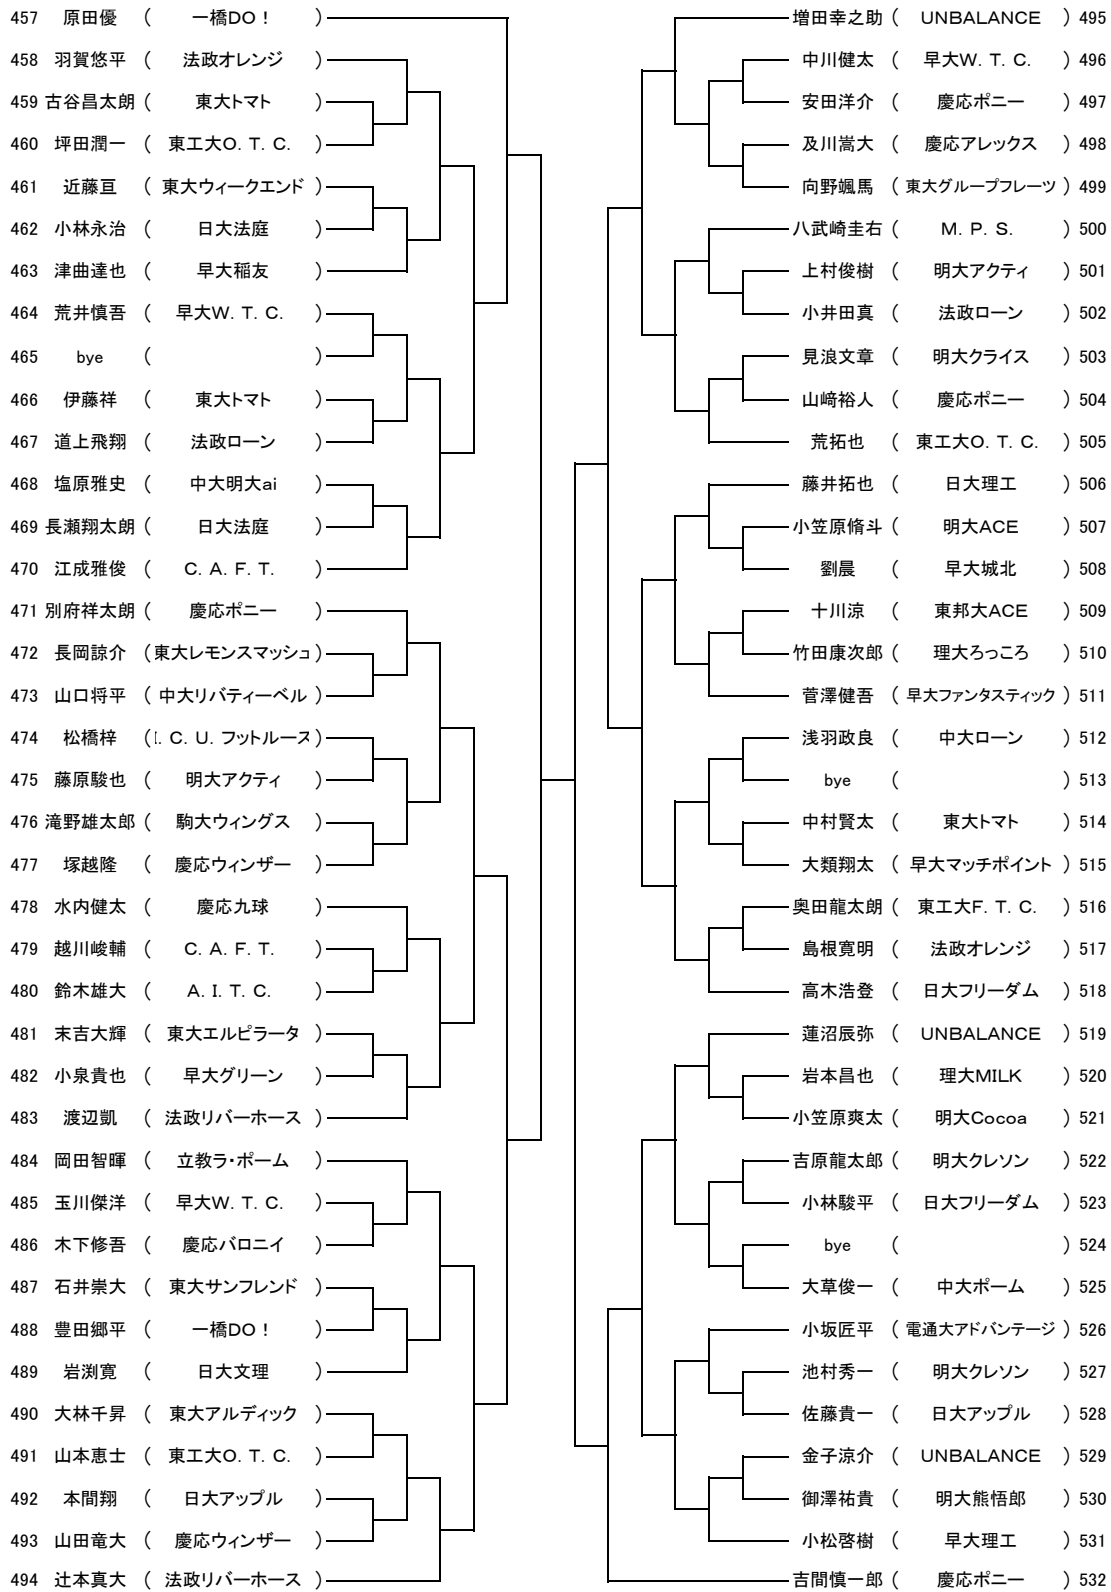 457 原田優 ( 一橋DO! )
458 羽賀悠平 ( 法政オレンジ )
459 古谷昌太朗 ( 東大トマト )
460 坪田潤一 ( 東工大O. T. C. )
461 近藤亘 ( 東大ウィークエンド )
462 小林永治 ( 日大法庭 )
463 津曲達也 ( 早大稲友 )
464 荒井慎吾 ( 早大W. T. C. )
465 bye ( )
466 伊藤祥 ( 東大トマト )
467 道上飛翔 ( 法政ローン )
468 塩原雅史 ( 中大明大ai )
469 長瀬翔太朗 ( 日大法庭 )
470 江成雅俊 ( C. A. F. T. )
471 別府祥太朗 ( 慶応ポニー )
472 長岡諒介 ( 東大レモンスマッシュ )
473 山口将平 ( 中大リバティーベル )
474 松橋梓 ( I. C. U. フットルース )
475 藤原駿也 ( 明大アクティ )
476 滝野雄太郎 ( 駒大ウィングス )
477 塚越隆 ( 慶応ウィンザー )
478 水内健太 ( 慶応九球 )
479 越川峻輔 ( C. A. F. T. )
480 鈴木雄大 ( A. I. T. C. )
481 末吉大輝 ( 東大エルピラータ )
482 小泉貴也 ( 早大グリーン )
483 渡辺凱 ( 法政リバーホース )
484 岡田智暉 ( 立教ラ・ポーム )
485 玉川傑洋 ( 早大W. T. C. )
486 木下修吾 ( 慶応バロニイ )
487 石井崇大 ( 東大サンフレンド )
488 豊田郷平 ( 一橋DO! )
489 岩渕寛 ( 日大文理 )
490 大林千昇 ( 東大アルディック )
491 山本恵士 ( 東工大O. T. C. )
492 本間翔 ( 日大アップル )
493 山田竜大 ( 慶応ウィンザー )
494 辻本真大 ( 法政リバーホース )
増田幸之助 ( UNBALANCE ) 495
中川健太 ( 早大W. T. C. ) 496
安田洋介 ( 慶応ポニー ) 497
及川嵩大 ( 慶応アレックス ) 498
向野颯馬 ( 東大グループフレーツ ) 499
八武崎圭右 ( M. P. S. ) 500
上村俊樹 ( 明大アクティ ) 501
小井田真 ( 法政ローン ) 502
見浪文章 ( 明大クライス ) 503
山﨑裕人 ( 慶応ポニー ) 504
荒拓也 ( 東工大O. T. C. ) 505
藤井拓也 ( 日大理工 ) 506
小笠原脩斗 ( 明大ACE ) 507
劉晨 ( 早大城北 ) 508
十川涼 ( 東邦大ACE ) 509
竹田康次郎 ( 理大ろっころ ) 510
菅澤健吾 ( 早大ファンタスティック ) 511
浅羽政良 ( 中大ローン ) 512
bye ( ) 513
中村賢太 ( 東大トマト ) 514
大類翔太 ( 早大マッチポイント ) 515
奥田龍太朗 ( 東工大F. T. C. ) 516
島根寛明 ( 法政オレンジ ) 517
高木浩登 ( 日大フリーダム ) 518
蓮沼辰弥 ( UNBALANCE ) 519
岩本昌也 ( 理大MILK ) 520
小笠原爽太 ( 明大Cocoa ) 521
吉原龍太郎 ( 明大クレソン ) 522
小林駿平 ( 日大フリーダム ) 523
bye ( ) 524
大草俊一 ( 中大ポーム ) 525
小坂匠平 ( 電通大アドバンテージ ) 526
池村秀一 ( 明大クレソン ) 527
佐藤貴一 ( 日大アップル ) 528
金子涼介 ( UNBALANCE ) 529
御澤祐貴 ( 明大熊悟郎 ) 530
小松啓樹 ( 早大理工 ) 531
吉間慎一郎 ( 慶応ポニー ) 532